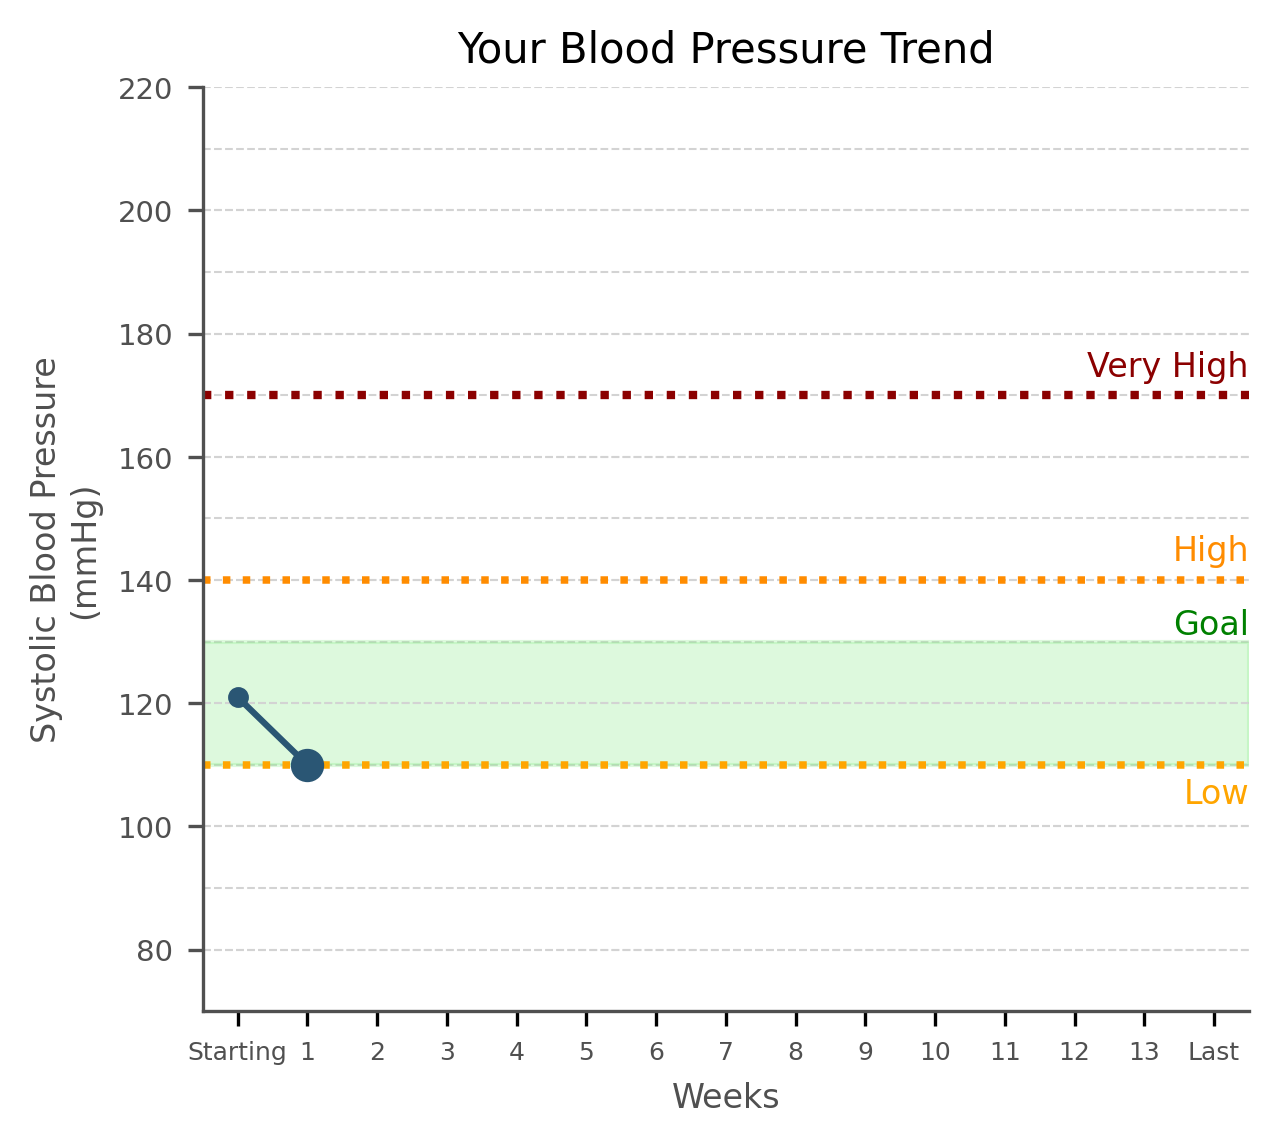 Your Blood Pressure Trend
220
200
180
160
140
120
100
80
Systolic Blood Pressure
(mmHg)
Very High
High
Goal
Low
Starting 1 2 3 4 5 6 7 8 9 10 11 12 13 Last
Weeks